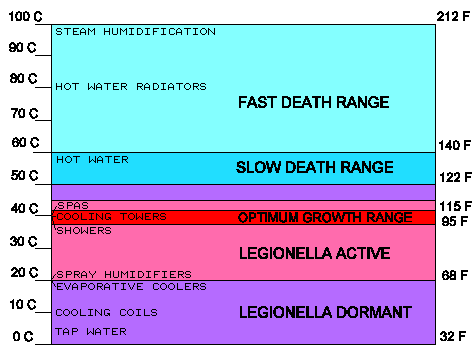 100 C
212 F
STEAM HUMIDIFICATION
90 C
80 C
HOT WATER RADIATORS
FAST DEATH RANGE
70 C
60 C
140 F
HOT WATER
SLOW DEATH RANGE
50 C
122 F
SPAS
115 F
40 C
COOLING TOWERS
OPTIMUM GROWTH RANGE
95 F
SHOWERS
30 C
LEGIONELLA ACTIVE
SPRAY HUMIDIFIERS
20 C
68 F
EVAPORATIVE COOLERS
10 C
COOLING COILS
LEGIONELLA DORMANT
TAP WATER
0 C
32 F